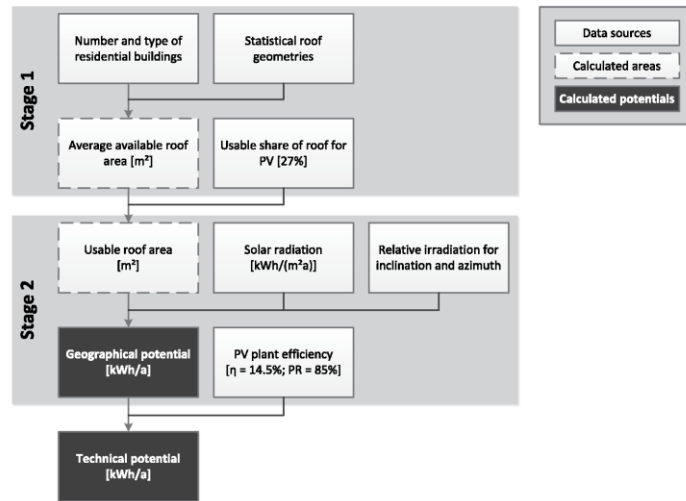 Stage 1
Number and type of
residential buildings
Statistical roof
geometries
Average available roof
area [m²]
Usable share of roof for
PV [27%]
Stage 2
Usable roof area
[m²]
Solar radiation
[kWh/(m²a)]
Relative irradiation for
inclination and azimuth
Geographical potential
[kWh/a]
PV plant efficiency
[η = 14.5%; PR = 85%]
Technical potential
[kWh/a]
Data sources
Calculated areas
Calculated potentials